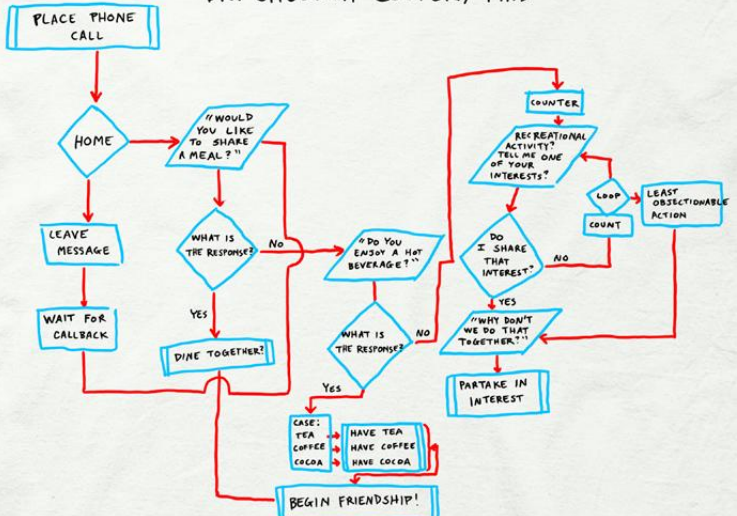 PLACE PHONE
CALL
HOME
LEAVE
MESSAGE
WAIT FOR
CALLBACK
"WOULD
YOU LIKE
TO SHARE
A MEAL?"
WHAT IS
THE RESPONSE?
NO
YES
DINE TOGETHER?
"DO YOU
ENJOY A HOT
BEVERAGE?"
WHAT IS
THE RESPONSE?
NO
YES
CASE:
TEA
COFFEE
COCOA
HAVE TEA
HAVE COFFEE
HAVE COCOA
BEGIN FRIENDSHIP!
COUNTER
RECREATIONAL
ACTIVITY?
TELL ME ONE
OF YOUR
INTERESTS?
DO
I SHARE
THAT
INTEREST?
NO
YES
COUNT
LOOP
LEAST
OBJECTIONABLE
ACTION
"WHY DON'T
WE DO THAT
TOGETHER?"
PARTAKE IN
INTEREST